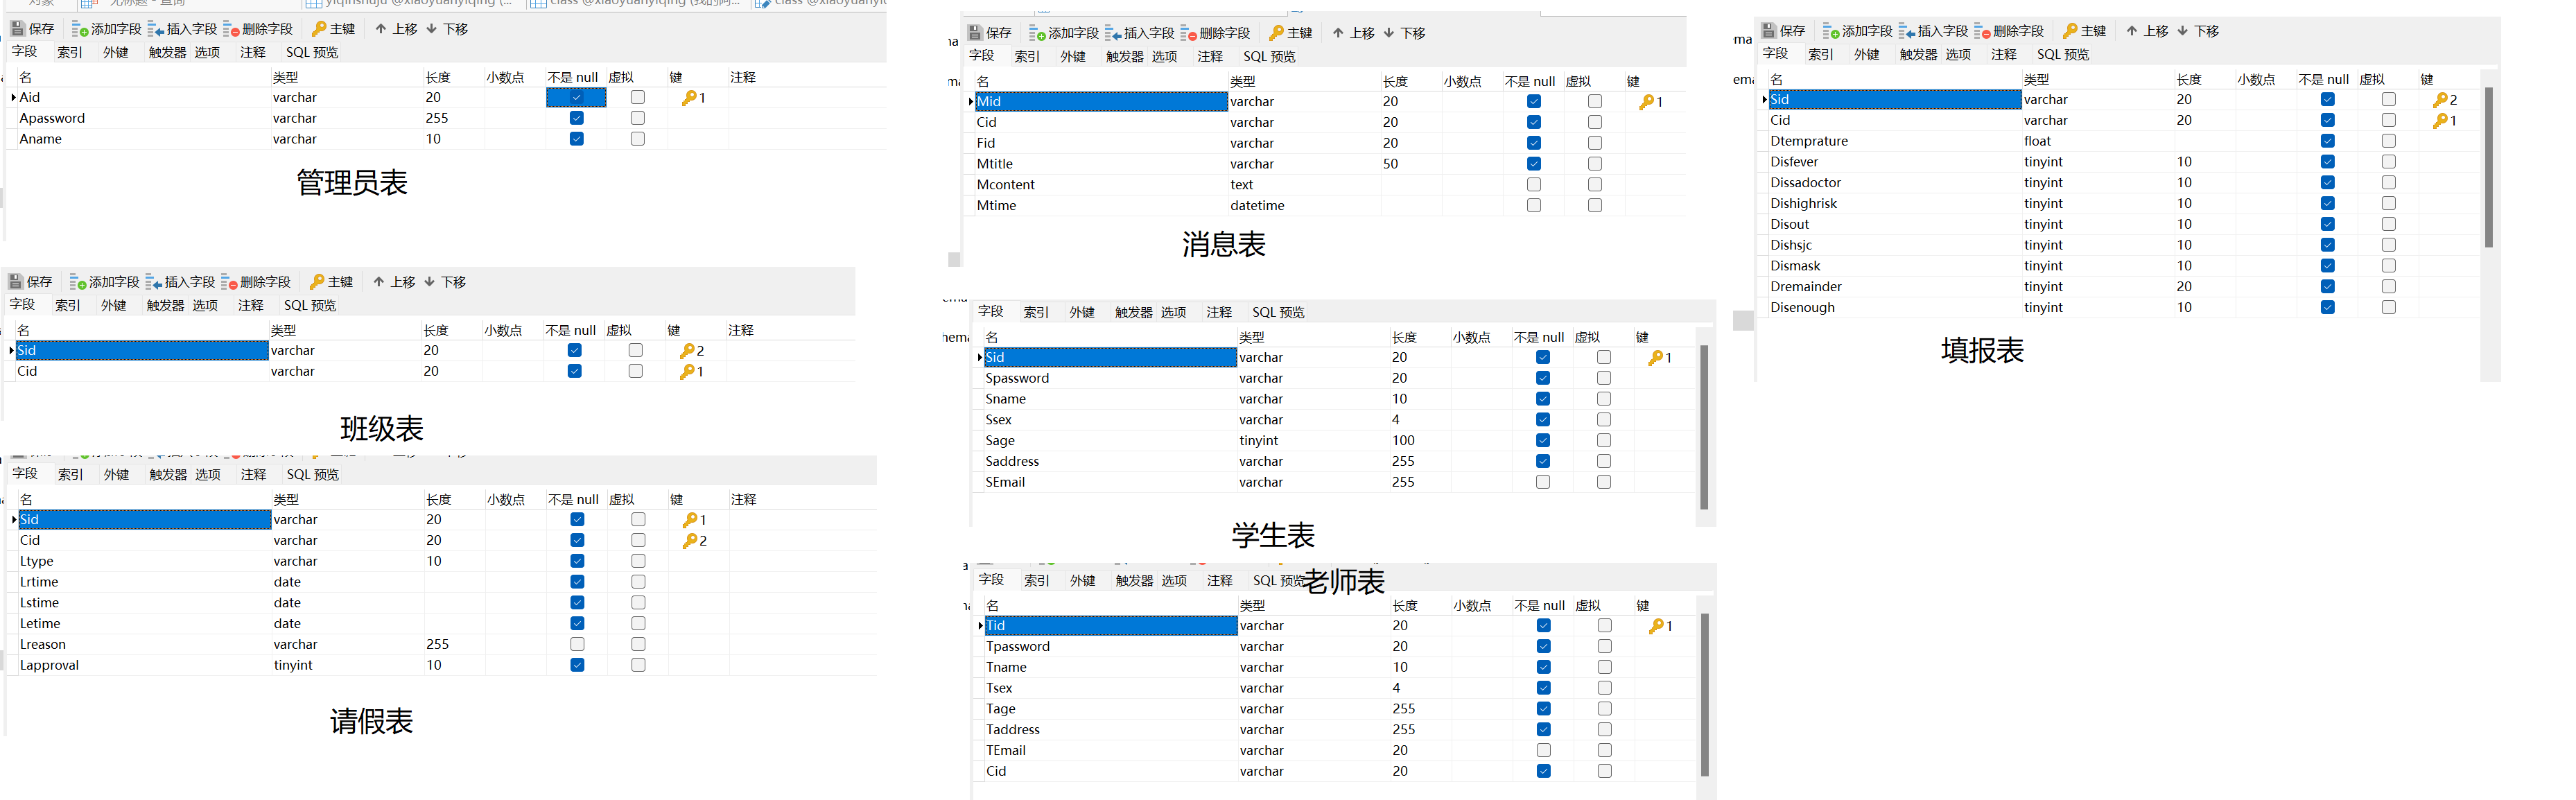 对象 无标题 - 查询 yiqinshuju @xiaoyuanyiqing (... class @xiaoyuanyiqing (我的阿... class @xiaoyuanyi
保存 添加字段 插入字段 删除字段 主键 上移 下移
字段 索引 外键 触发器 选项 注释 SQL 预览
名 类型 长度 小数点 不是 null 虚拟 键 注释
Aid varchar 20 1
Apassword varchar 255
Aname varchar 10
管理员表
保存 添加字段 插入字段 删除字段 主键 上移 下移
字段 索引 外键 触发器 选项 注释 SQL 预览
名 类型 长度 小数点 不是 null 虚拟 键 注释
Sid varchar 20 2
Cid varchar 20 1
班级表
字段 索引 外键 触发器 选项 注释 SQL 预览
名 类型 长度 小数点 不是 null 虚拟 键 注释
Sid varchar 20 1
Cid varchar 20 2
Ltype varchar 10
Lrtime date
Lstime date
Letime date
Lreason varchar 255
Lapproval tinyint 10
请假表
保存 添加字段 插入字段 删除字段 主键 上移 下移
字段 索引 外键 触发器 选项 注释 SQL 预览
名 类型 长度 小数点 不是 null 虚拟 键
Mid varchar 20 1
Cid varchar 20
Fid varchar 20
Mtitle varchar 50
Mcontent text
Mtime datetime
消息表
字段 索引 外键 触发器 选项 注释 SQL 预览
名 类型 长度 小数点 不是 null 虚拟 键
Sid varchar 20 1
Spassword varchar 20
Sname varchar 10
Ssex varchar 4
Sage tinyint 100
Saddress varchar 255
SEmail varchar 255
学生表
字段 索引 外键 触发器 选项 注释 SQL 预览
老师表
名 类型 长度 小数点 不是 null 虚拟 键
Tid varchar 20 1
Tpassword varchar 20
Tname varchar 10
Tsex varchar 4
Tage varchar 255
Taddress varchar 255
TEmail varchar 20
Cid varchar 20
保存 添加字段 插入字段 删除字段 主键 上移 下移
字段 索引 外键 触发器 选项 注释 SQL 预览
名 类型 长度 小数点 不是 null 虚拟 键
Sid varchar 20 2
Cid varchar 20 1
Dtemprature float
Disfever tinyint 10
Dissadoctor tinyint 10
Dishighrisk tinyint 10
Disout tinyint 10
Dishsjc tinyint 10
Dismask tinyint 10
Dremainder tinyint 20
Disenough tinyint 10
填报表